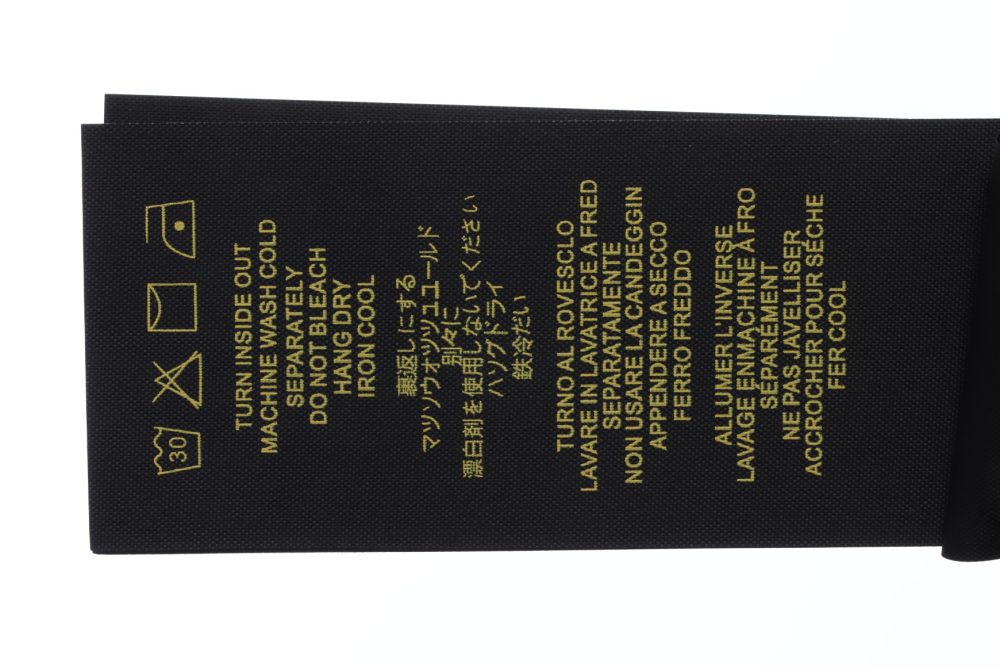 30
TURN INSIDE OUT
MACHINE WASH COLD
SEPARATELY
DO NOT BLEACH
HANG DRY
IRON COOL
裏返しにする
マツソウオッツュユールド
別々に
漂白剤を使用しないでください
ハソグドライ
鉄冷だい
TURNO AL ROVESCLO
LAVARE IN LAVATRICE A FRED
SEPARATAMENTE
NON USARE LA CANDEGGIN
APPENDERE A SECCO
FERRO FREDDO
ALLUMER L'INVERSE
LAVAGE ENMACHINE À FRO
SÉPARÉMENT
NE PAS JAVELLISER
ACCROCHER POUR SÉCHE
FER COOL